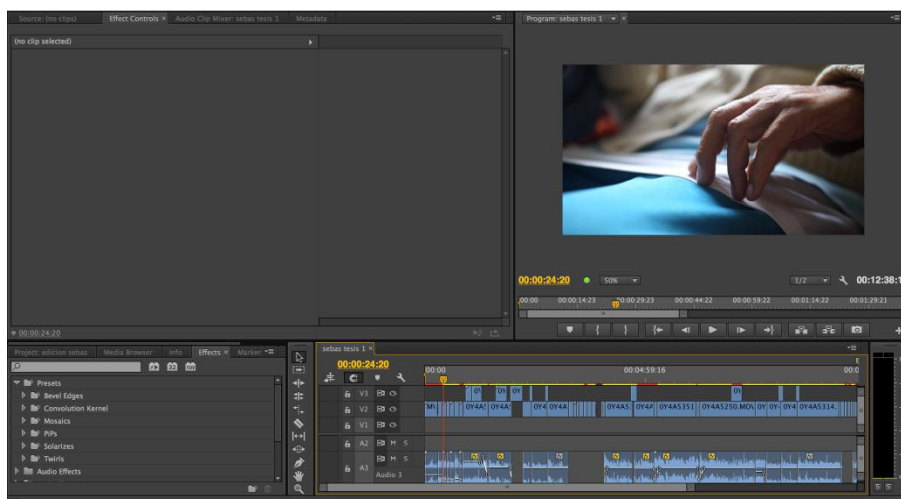 Source: (no clips) Effect Controls × Audio Clip Mixer: sebas tesis 1 Metadata
Program: sebas tesis 1 ×
(no clip selected)
00:00:24:20 50% 1/2 00:12:38:1
00:00 00:00:14:23 00:00:29:23 00:00:44:22 00:00:59:22 00:01:14:22 00:01:29:21
00:00:24:20
Project: edicion sebas Media Browser Info Effects × Marker
sebas tesis 1 ×
00:00:24:20
00:00 00:04:59:16 00:0
Presets
Bevel Edges
Convolution Kernel
Mosaics
PiPs
Solarizes
Twirls
Audio Effects
V3
V2 0Y4A5351 0Y4A5250.MOV 0Y4A5314.
V1
A2 M S
A3 M S
Audio 3
S S